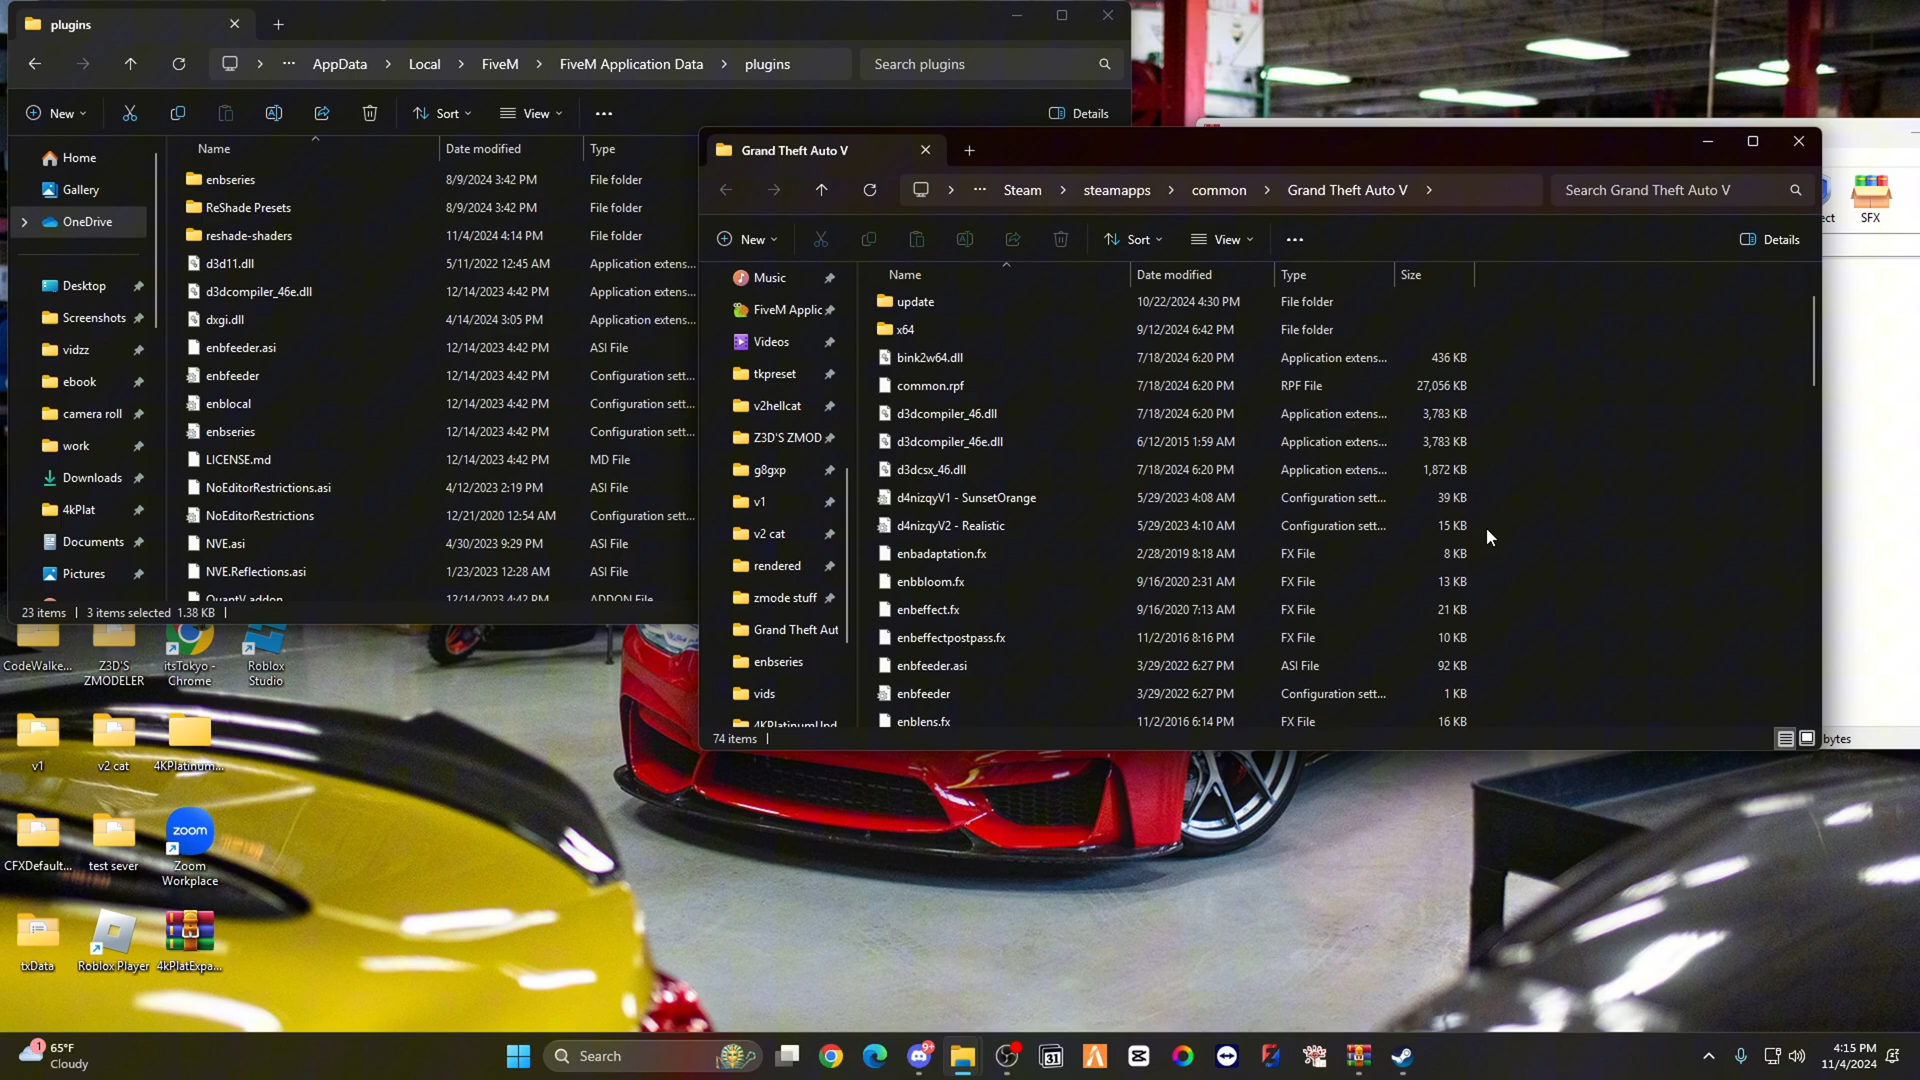 plugins
AppData
Local
FiveM
FiveM Application Data
plugins
Search plugins
New
Sort
View
Details
Name
Date modified
Type
Home
Gallery
OneDrive
Desktop
Screenshots
vidzz
ebook
camera roll
work
Downloads
4kPlat
Documents
Pictures
enbseries 8/9/2024 3:42 PM File folder
ReShade Presets 8/9/2024 3:42 PM File folder
reshade-shaders 11/4/2024 4:14 PM File folder
d3d11.dll 5/11/2022 12:45 AM Application extens...
d3dcompiler_46e.dll 12/14/2023 4:42 PM Application extens...
dxgi.dll 4/14/2024 3:05 PM Application extens...
enbfeeder.asi 12/14/2023 4:42 PM ASI File
enbfeeder 12/14/2023 4:42 PM Configuration sett...
enblocal 12/14/2023 4:42 PM Configuration sett...
enbseries 12/14/2023 4:42 PM Configuration sett...
LICENSE.md 12/14/2023 4:42 PM MD File
NoEditorRestrictions.asi 4/12/2023 2:19 PM ASI File
NoEditorRestrictions 12/21/2020 12:54 AM Configuration sett...
NVE.asi 4/30/2023 9:29 PM ASI File
NVE.Reflections.asi 1/23/2023 12:28 AM ASI File
QuantV.addon 12/14/2023 4:42 PM ADDON File
23 items 3 items selected 1.38 KB
Grand Theft Auto V
Steam
steamapps
common
Grand Theft Auto V
Search Grand Theft Auto V
New
Sort
View
Details
Name
Date modified
Type
Size
Music
FiveM Applic
Videos
tkpreset
v2hellcat
Z3D'S ZMOD
g8gxp
v1
v2 cat
rendered
zmode stuff
Grand Theft Aut
enbseries
vids
4KPlatinumUnd
update 10/22/2024 4:30 PM File folder
x64 9/12/2024 6:42 PM File folder
bink2w64.dll 7/18/2024 6:20 PM Application extens... 436 KB
common.rpf 7/18/2024 6:20 PM RPF File 27,056 KB
d3dcompiler_46.dll 7/18/2024 6:20 PM Application extens... 3,783 KB
d3dcompiler_46e.dll 6/12/2015 1:59 AM Application extens... 3,783 KB
d3dcsx_46.dll 7/18/2024 6:20 PM Application extens... 1,872 KB
d4nizqyV1 - SunsetOrange 5/29/2023 4:08 AM Configuration sett... 39 KB
d4nizqyV2 - Realistic 5/29/2023 4:10 AM Configuration sett... 15 KB
enbadaptation.fx 2/28/2019 8:18 AM FX File 8 KB
enbbloom.fx 9/16/2020 2:31 AM FX File 13 KB
enbeffect.fx 9/16/2020 7:13 AM FX File 21 KB
enbeffectpostpass.fx 11/2/2016 8:16 PM FX File 10 KB
enbfeeder.asi 3/29/2022 6:27 PM ASI File 92 KB
enbfeeder 3/29/2022 6:27 PM Configuration sett... 1 KB
enblens.fx 11/2/2016 6:14 PM FX File 16 KB
74 items
ect
SFX
bytes
CodeWalke...
Z3D'S ZMODELER
itsTokyo - Chrome
Roblox Studio
v1
v2 cat
4KPlatinum...
CFXDefault...
test sever
zoom
Zoom Workplace
txData
Roblox Player
4kPlatExpa...
1
65°F
Cloudy
Search
9+
31
4:15 PM
11/4/2024